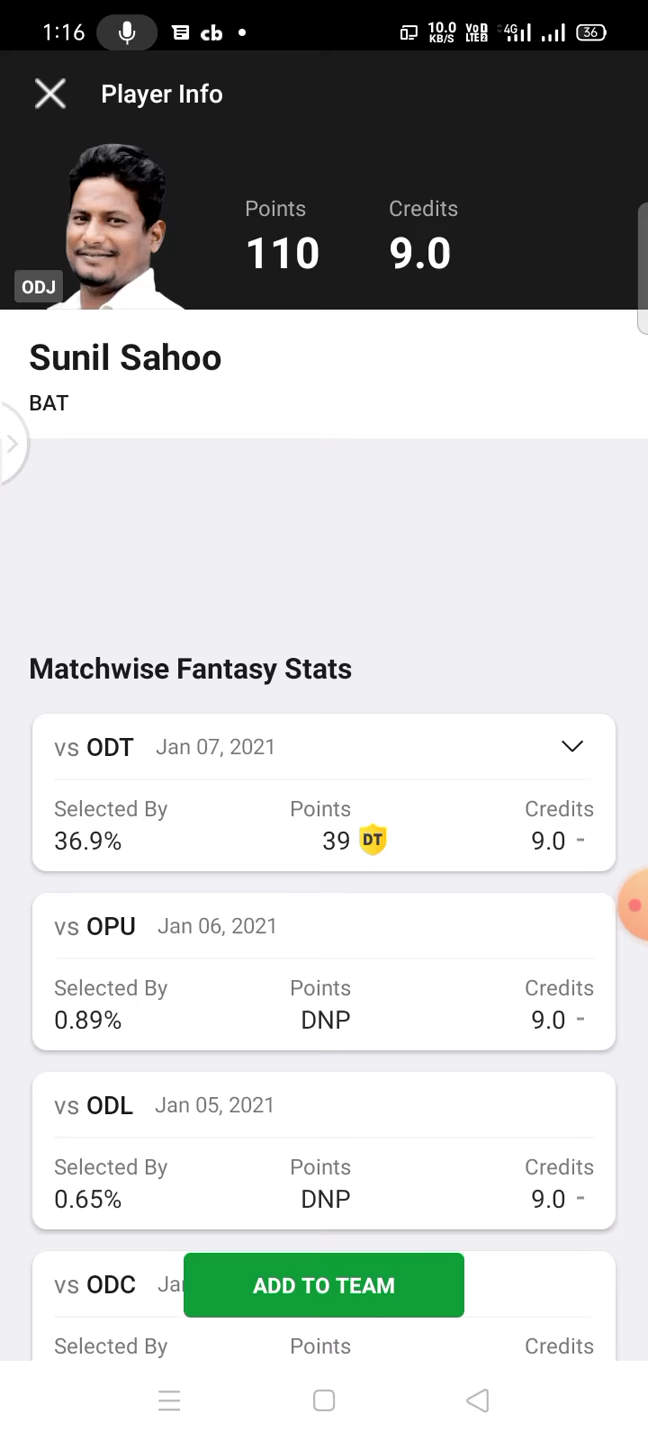 1:16 cb 10.0 KB/S VoD LTE 4G 36
Player Info
Points Credits
110 9.0
ODJ
Sunil Sahoo
BAT
Matchwise Fantasy Stats
vs ODT Jan 07, 2021
Selected By Points Credits
36.9% 39 DT 9.0 -
vs OPU Jan 06, 2021
Selected By Points Credits
0.89% DNP 9.0 -
vs ODL Jan 05, 2021
Selected By Points Credits
0.65% DNP 9.0 -
vs ODC Ja
ADD TO TEAM
Selected By Points Credits